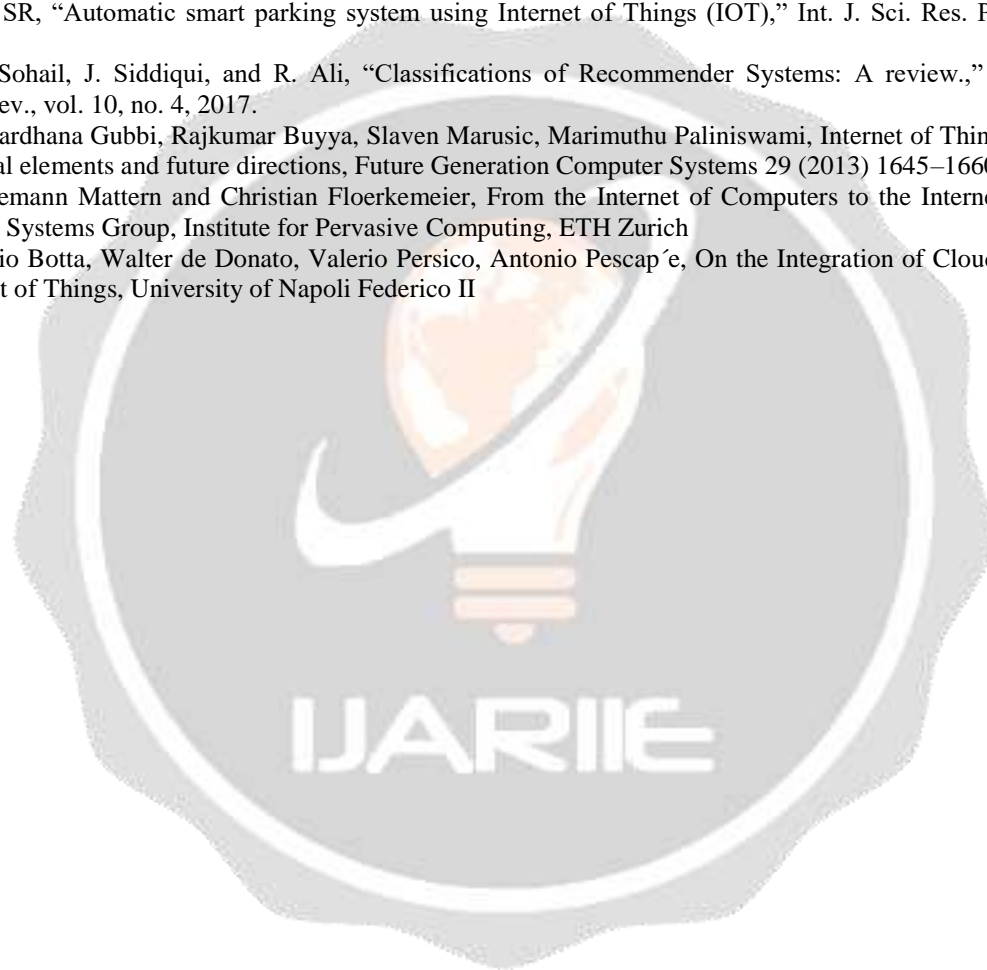 SR, “Automatic smart parking system using Internet of Things (IOT),” Int. J. Sci. Res. P
Sohail, J. Siddiqui, and R. Ali, “Classifications of Recommender Systems: A review.,”
ev., vol. 10, no. 4, 2017.
ardhana Gubbi, Rajkumar Buyya, Slaven Marusic, Marimuthu Paliniswami, Internet of Thin
al elements and future directions, Future Generation Computer Systems 29 (2013) 1645–1660
emann Mattern and Christian Floerkemeier, From the Internet of Computers to the Interne
Systems Group, Institute for Pervasive Computing, ETH Zurich
io Botta, Walter de Donato, Valerio Persico, Antonio Pescap´e, On the Integration of Clou
t of Things, University of Napoli Federico II
IJARIIE